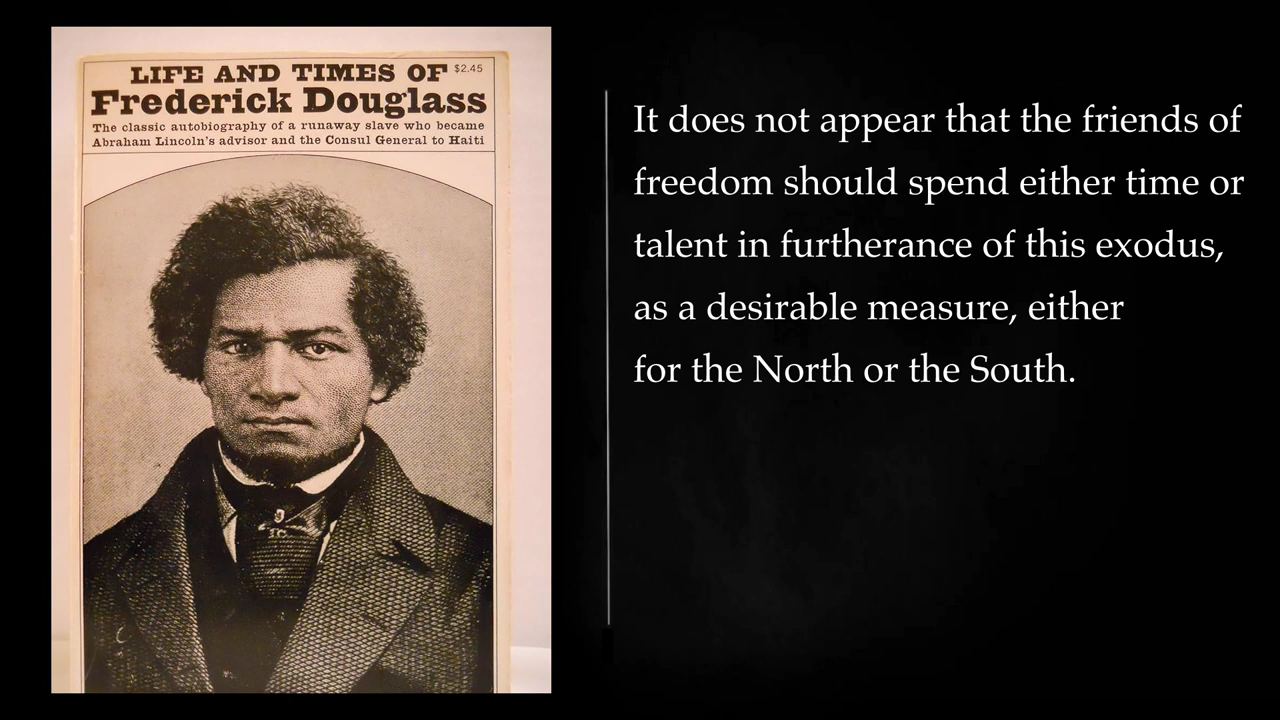 LIFE AND TIMES OF $2.45
Frederick Douglass
The classic autobiography of a runaway slave who became
Abraham Lincoln's advisor and the Consul General to Haiti
It does not appear that the friends of
freedom should spend either time or
talent in furtherance of this exodus,
as a desirable measure, either
for the North or the South.